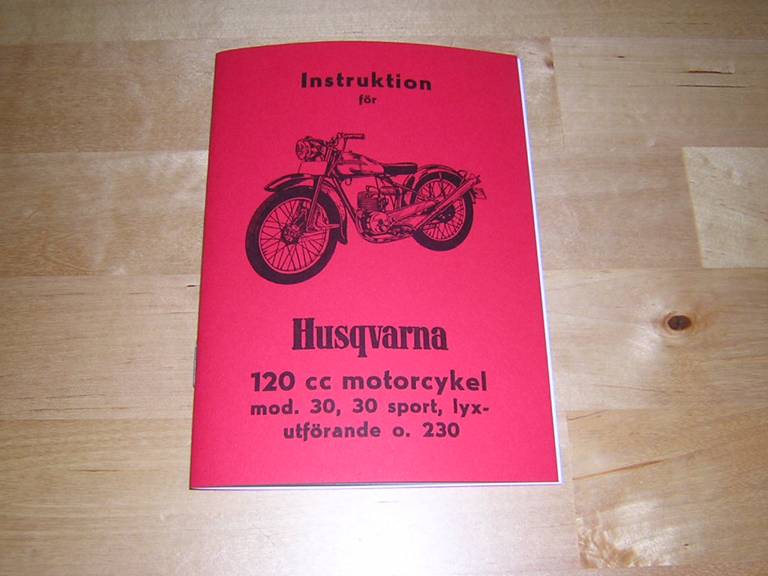 Instruktion
för
Husqvarna
120 cc motorcykel
mod. 30, 30 sport, lyx-
utförande o. 230